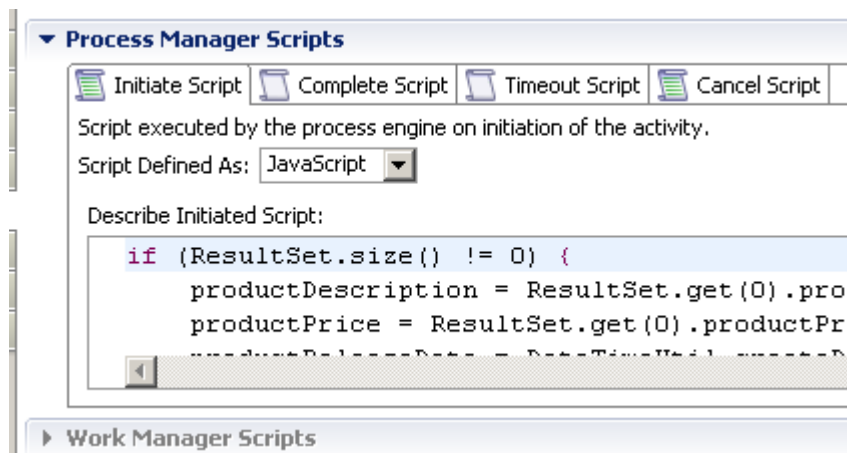 Process Manager Scripts
Initiate Script Complete Script Timeout Script Cancel Script
Script executed by the process engine on initiation of the activity.
Script Defined As: JavaScript
Describe Initiated Script:
if (ResultSet.size() != 0) {
productDescription = ResultSet.get(0).pro
productPrice = ResultSet.get(0).productPr
Work Manager Scripts